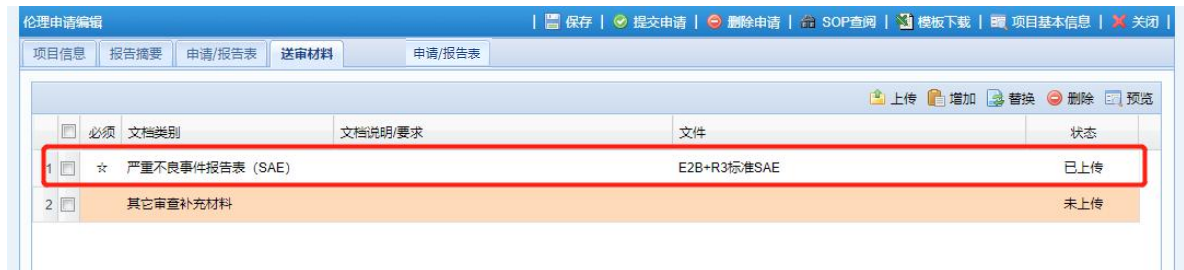 伦理申请编辑 | 保存 | 提交申请 | 删除申请 | SOP查阅 | 模板下载 | 项目基本信息 | 关闭 |
项目信息 报告摘要 申请/报告表 送审材料 申请/报告表
上传 增加 替换 删除 预览
必须 文档类别 文档说明/要求 文件 状态
1 ☆ 严重不良事件报告表（SAE） E2B+R3标准SAE 已上传
2 其它审查补充材料 未上传